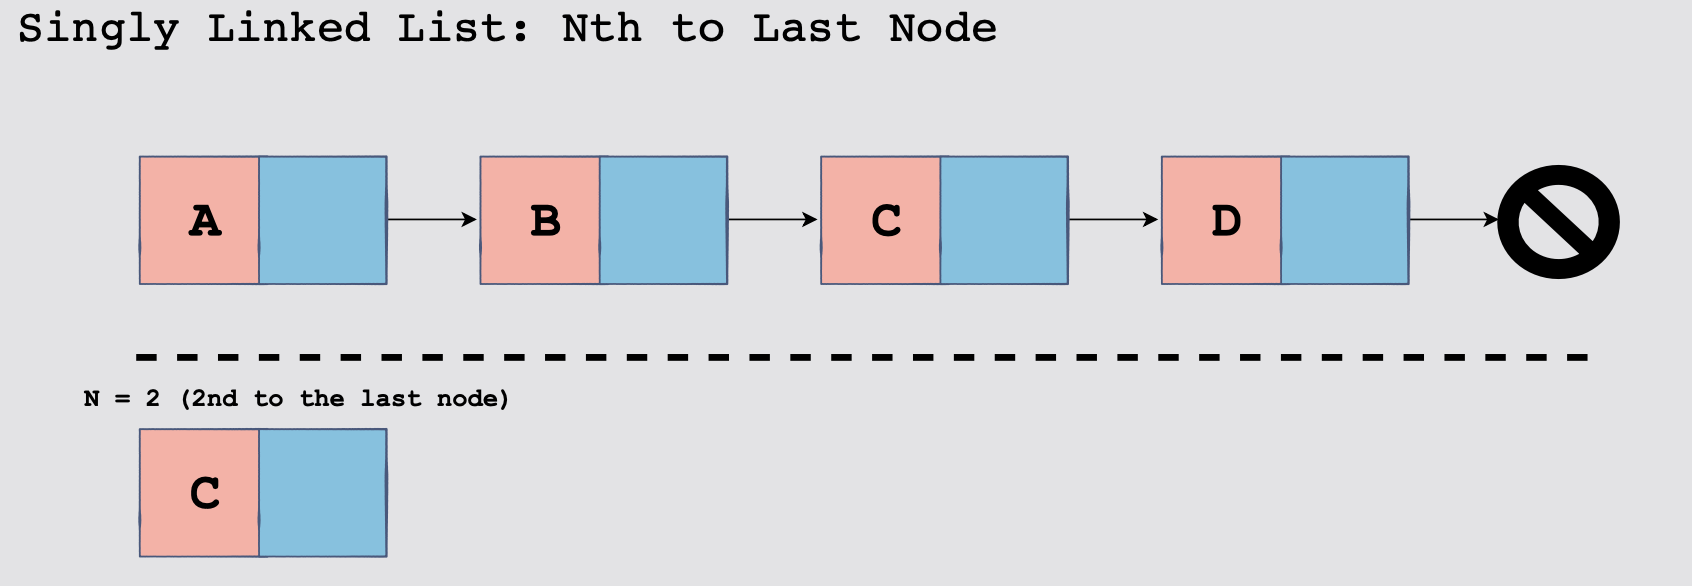 Singly Linked List: Nth to Last Node
A B C D
N = 2 (2nd to the last node)
C